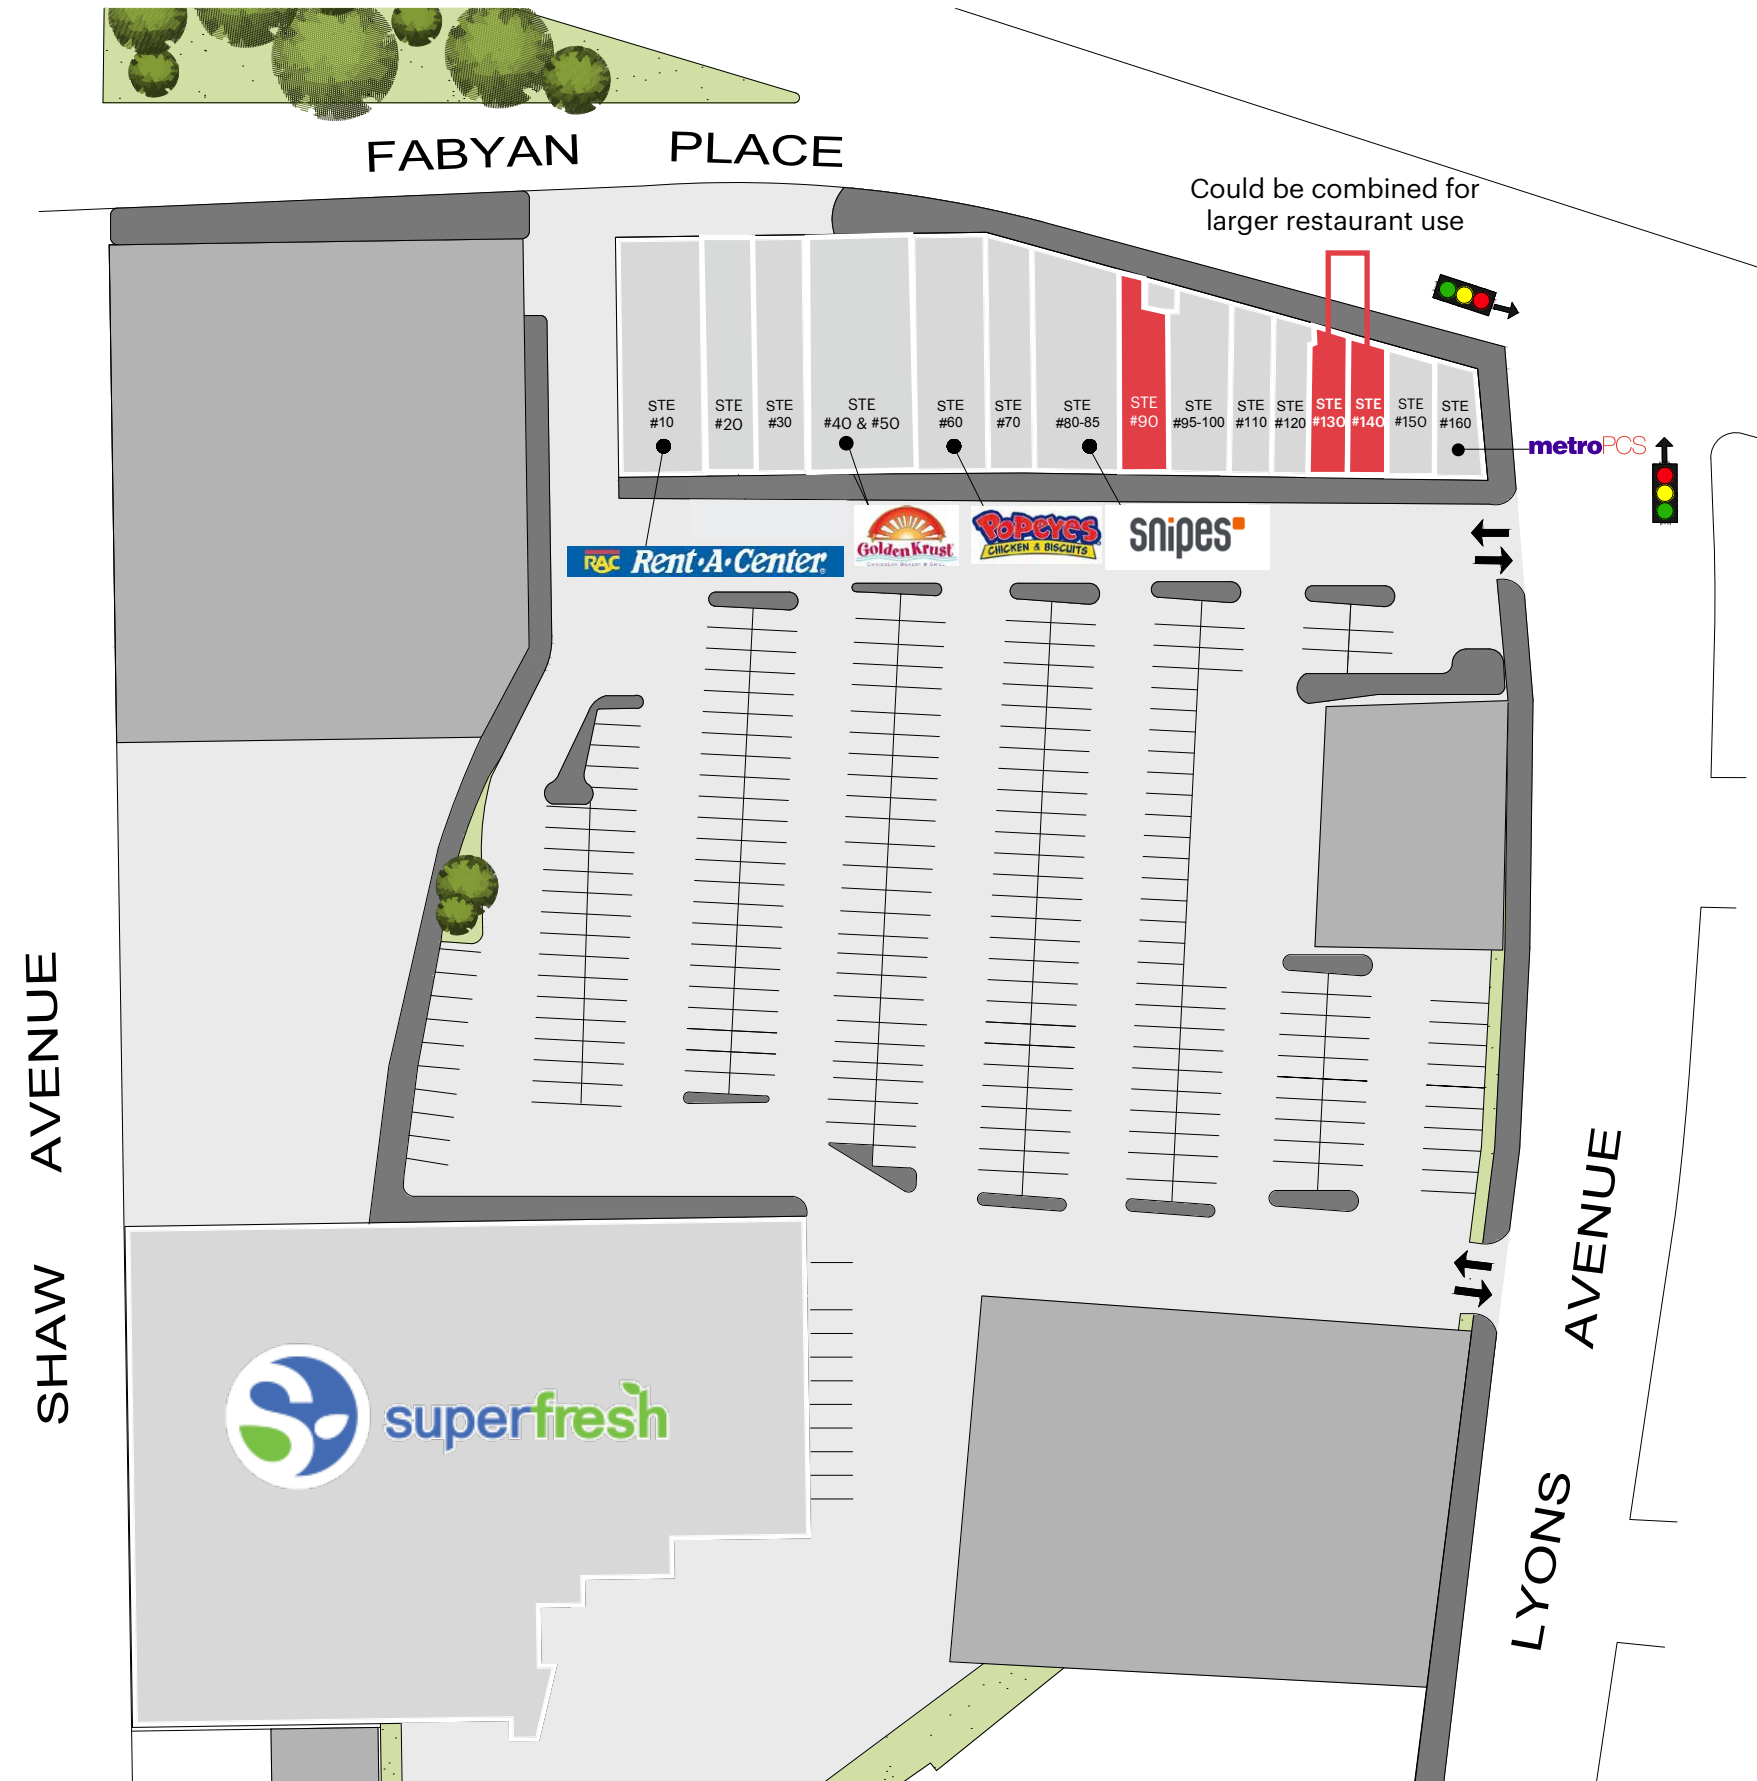 FABYAN PLACE
Could be combined for
larger restaurant use
STE
#10
STE
#20
STE
#30
STE
#40 & #50
STE
#60
STE
#70
STE
#80-85
STE
#90
STE
#95-100
STE
#110
STE
#120
STE
#130
STE
#140
STE
#150
STE
#160
metroPCS
RAC Rent-A-Center
Golden Krust
CARIBBEAN BAKERY & GRILL
POPEYES
CHICKEN & BISCUITS
snipes
SHAW AVENUE
LYONS AVENUE
superfresh